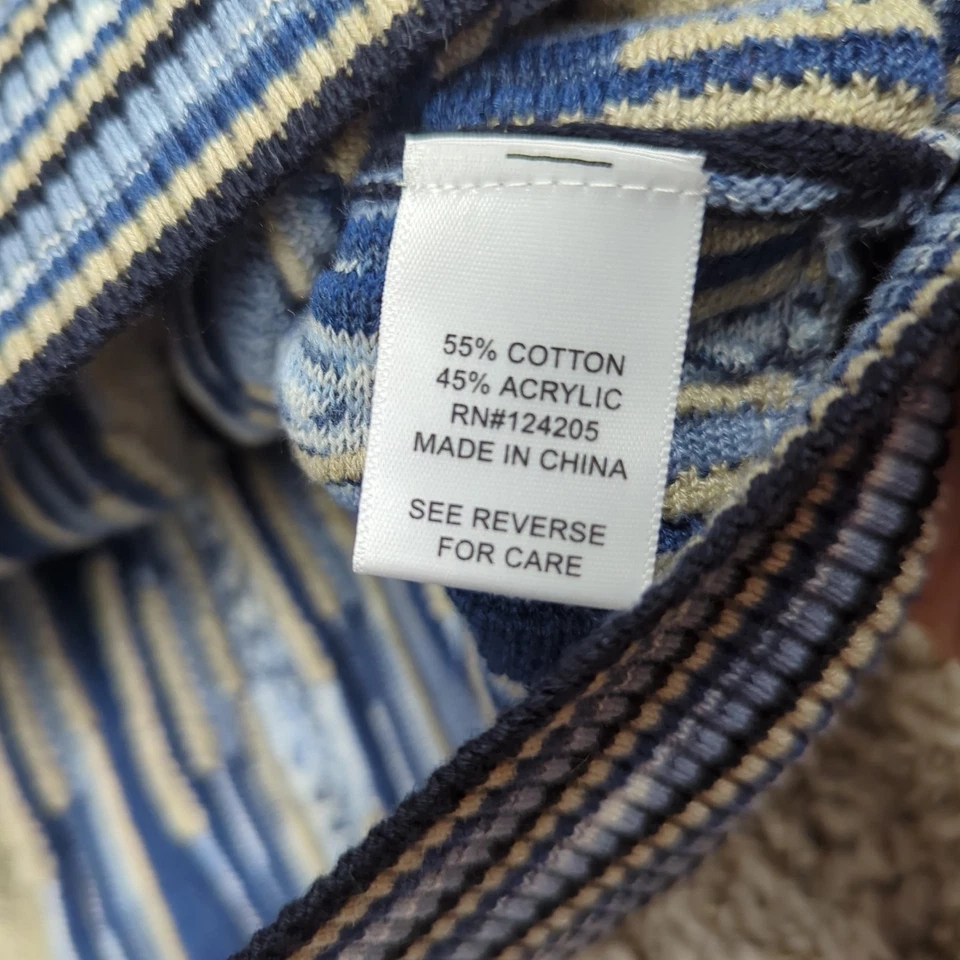 55% COTTON
45% ACRYLIC
RN#124205
MADE IN CHINA
SEE REVERSE
FOR CARE